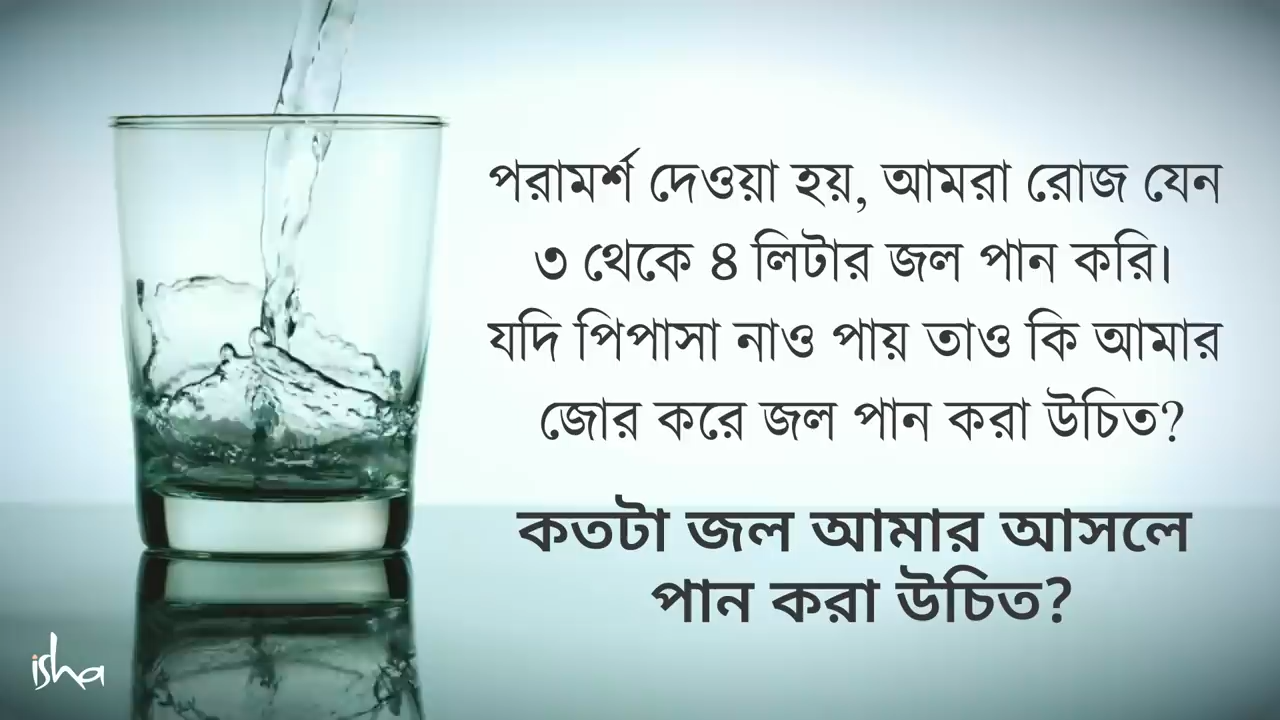 পরামর্শ দেওয়া হয়, আমরা রোজ যেন
৩ থেকে ৪ লিটার জল পান করি।
যদি পিপাসা নাও পায় তাও কি আমার
জোর করে জল পান করা উচিত?
কতটা জল আমার আসলে
পান করা উচিত?
isha